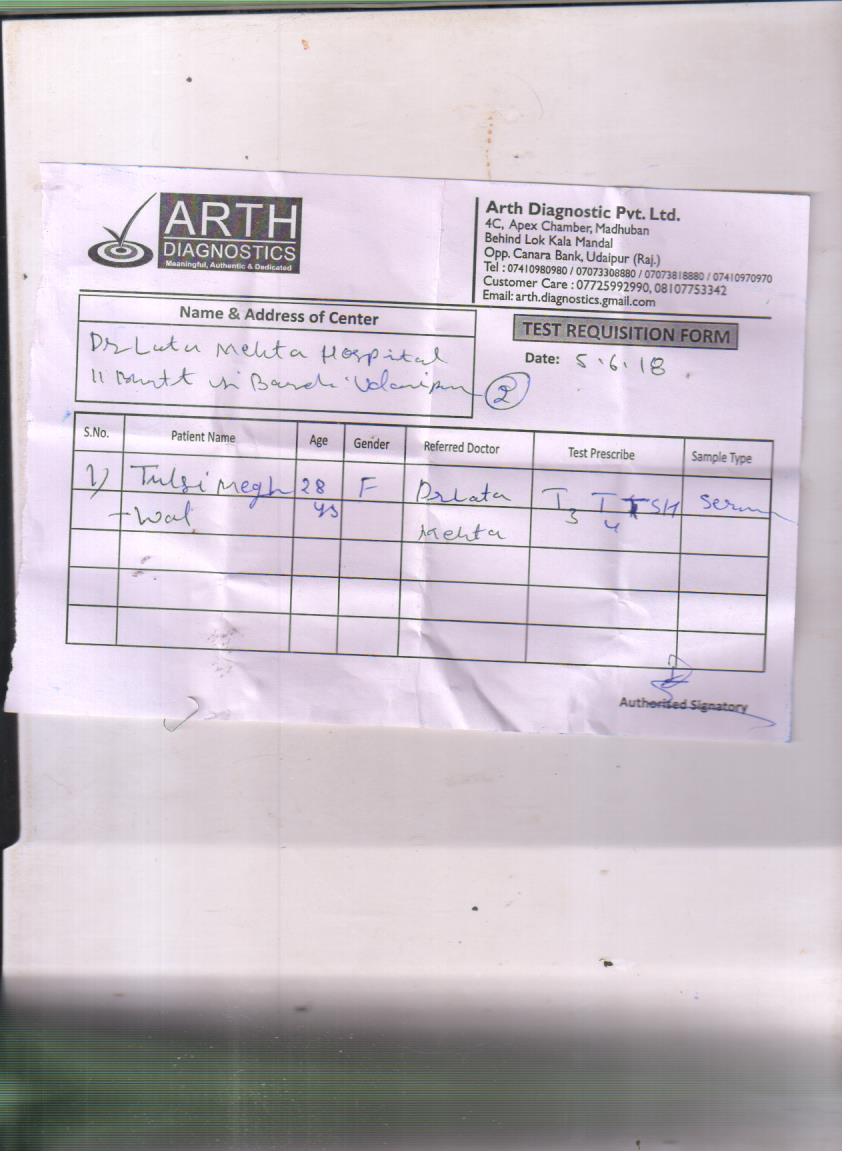 ARTH
DIAGNOSTICS
Meaningful, Authentic & Dedicated
Arth Diagnostic Pvt. Ltd.
4C, Apex Chamber, Madhuban
Behind Lok Kala Mandal
Opp. Canara Bank, Udaipur (Raj.)
Tel : 07410980980 / 07073308880 / 07073818880 / 07410970970
Customer Care : 07725992990, 08107753342
Email: arth.diagnostics.gmail.com
Name & Address of Center
Dr Lata Mehta Hospital
11
2
TEST REQUISITION FORM
Date: 5.6.18
S.No. Patient Name Age Gender Referred Doctor Test Prescribe Sample Type
1) Tulsi Megh 28 F Dr Lata T3 T4 TSH Serum
-wal ys Mehta
Authorised Signatory